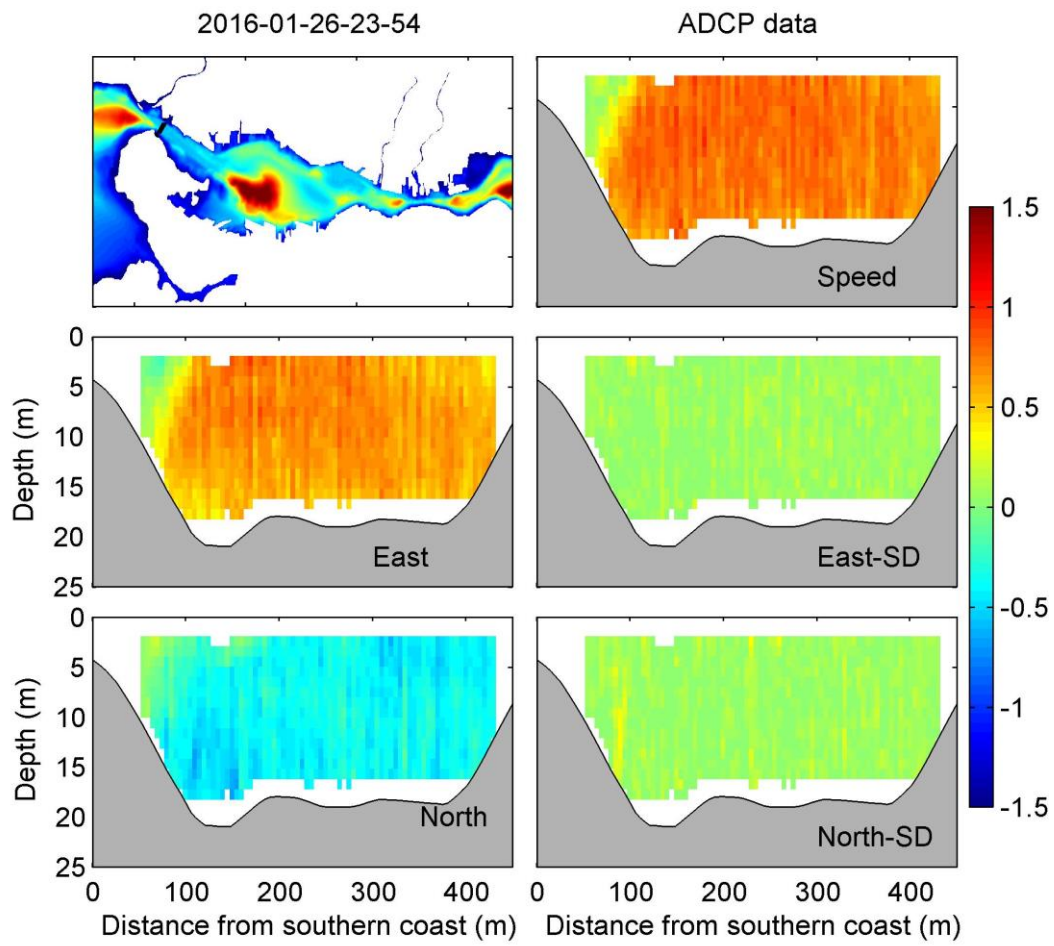 2016-01-26-23-54 ADCP data
Speed
0
5
10
15
20
25
Depth (m)
East
East-SD
0
5
10
15
20
25
Depth (m)
North
North-SD
0 100 200 300 400
0 100 200 300 400
Distance from southern coast (m) Distance from southern coast (m)
1.5
1
0.5
0
-0.5
-1
-1.5